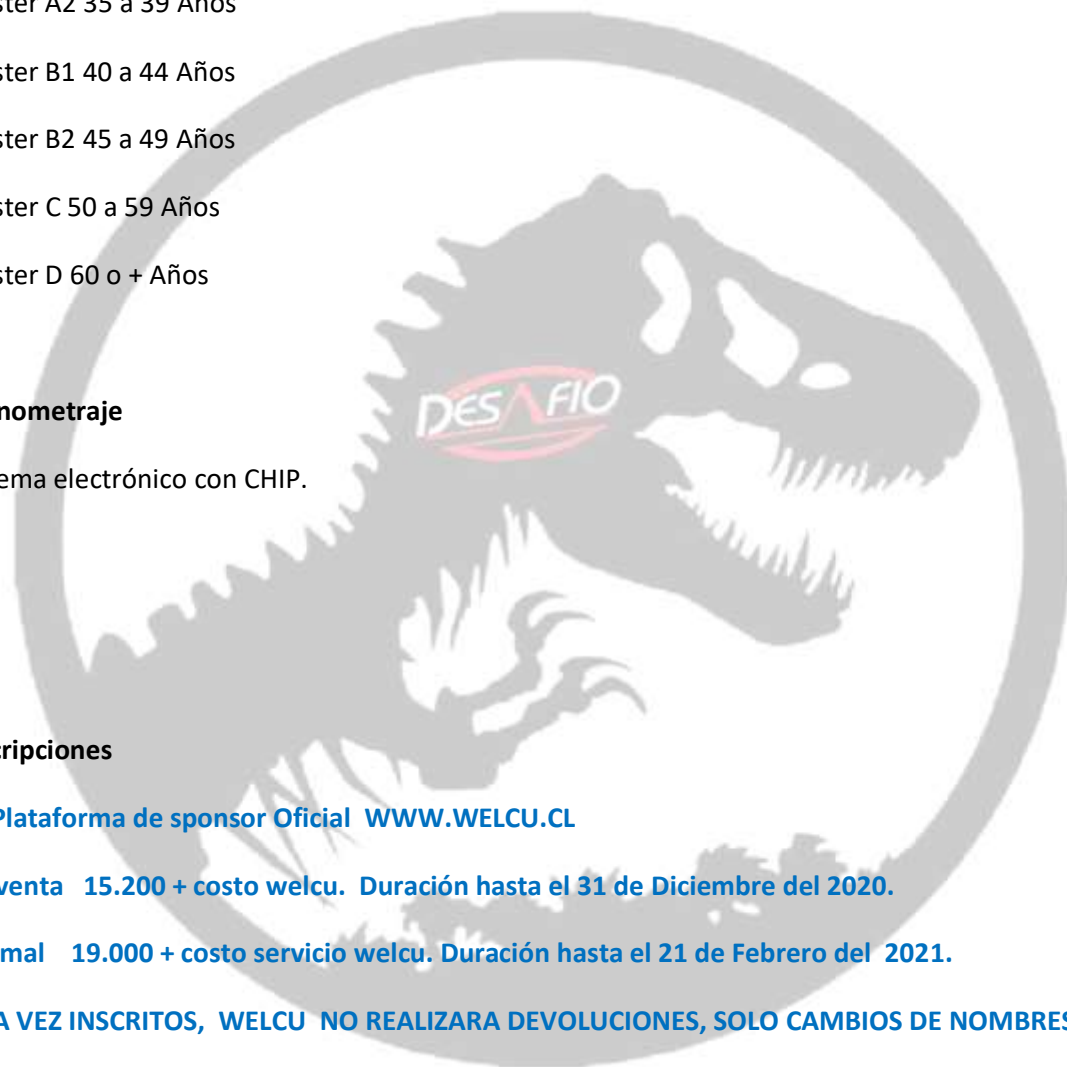 ster A2 35 a 39 Años
ster B1 40 a 44 Años
ster B2 45 a 49 Años
ster C 50 a 59 Años
ster D 60 o + Años
DESAFIO
nometraje
ema electrónico con CHIP.
cripciones
Plataforma de sponsor Oficial WWW.WELCU.CL
venta 15.200 + costo welcu. Duración hasta el 31 de Diciembre del 2020.
mal 19.000 + costo servicio welcu. Duración hasta el 21 de Febrero del 2021.
A VEZ INSCRITOS, WELCU NO REALIZARA DEVOLUCIONES, SOLO CAMBIOS DE NOMBRES